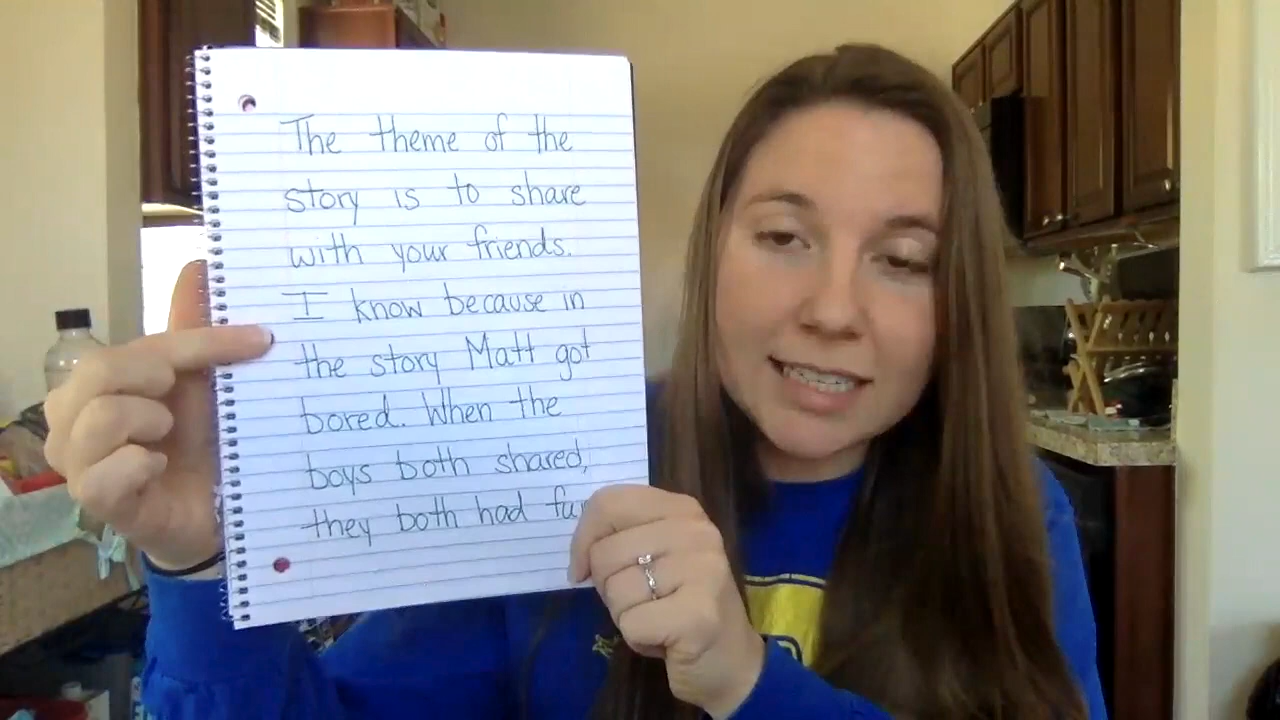 The theme of the
story is to share
with your friends.
I know because in
the story Matt got
bored. When the
boys both shared,
they both had